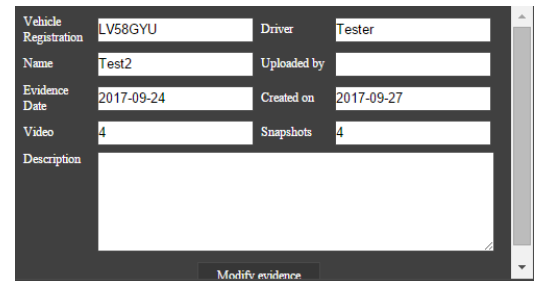 Vehicle Registration LV58GYU Driver Tester
Name Test2 Uploaded by
Evidence Date 2017-09-24 Created on 2017-09-27
Video 4 Snapshots 4
Description
Modify evidence